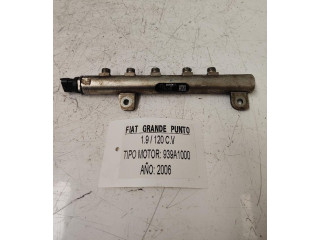 FIAT GRANDE PUNTO
1.9 / 120 C.V
TIPO MOTOR: 939A1000
AÑO: 2006